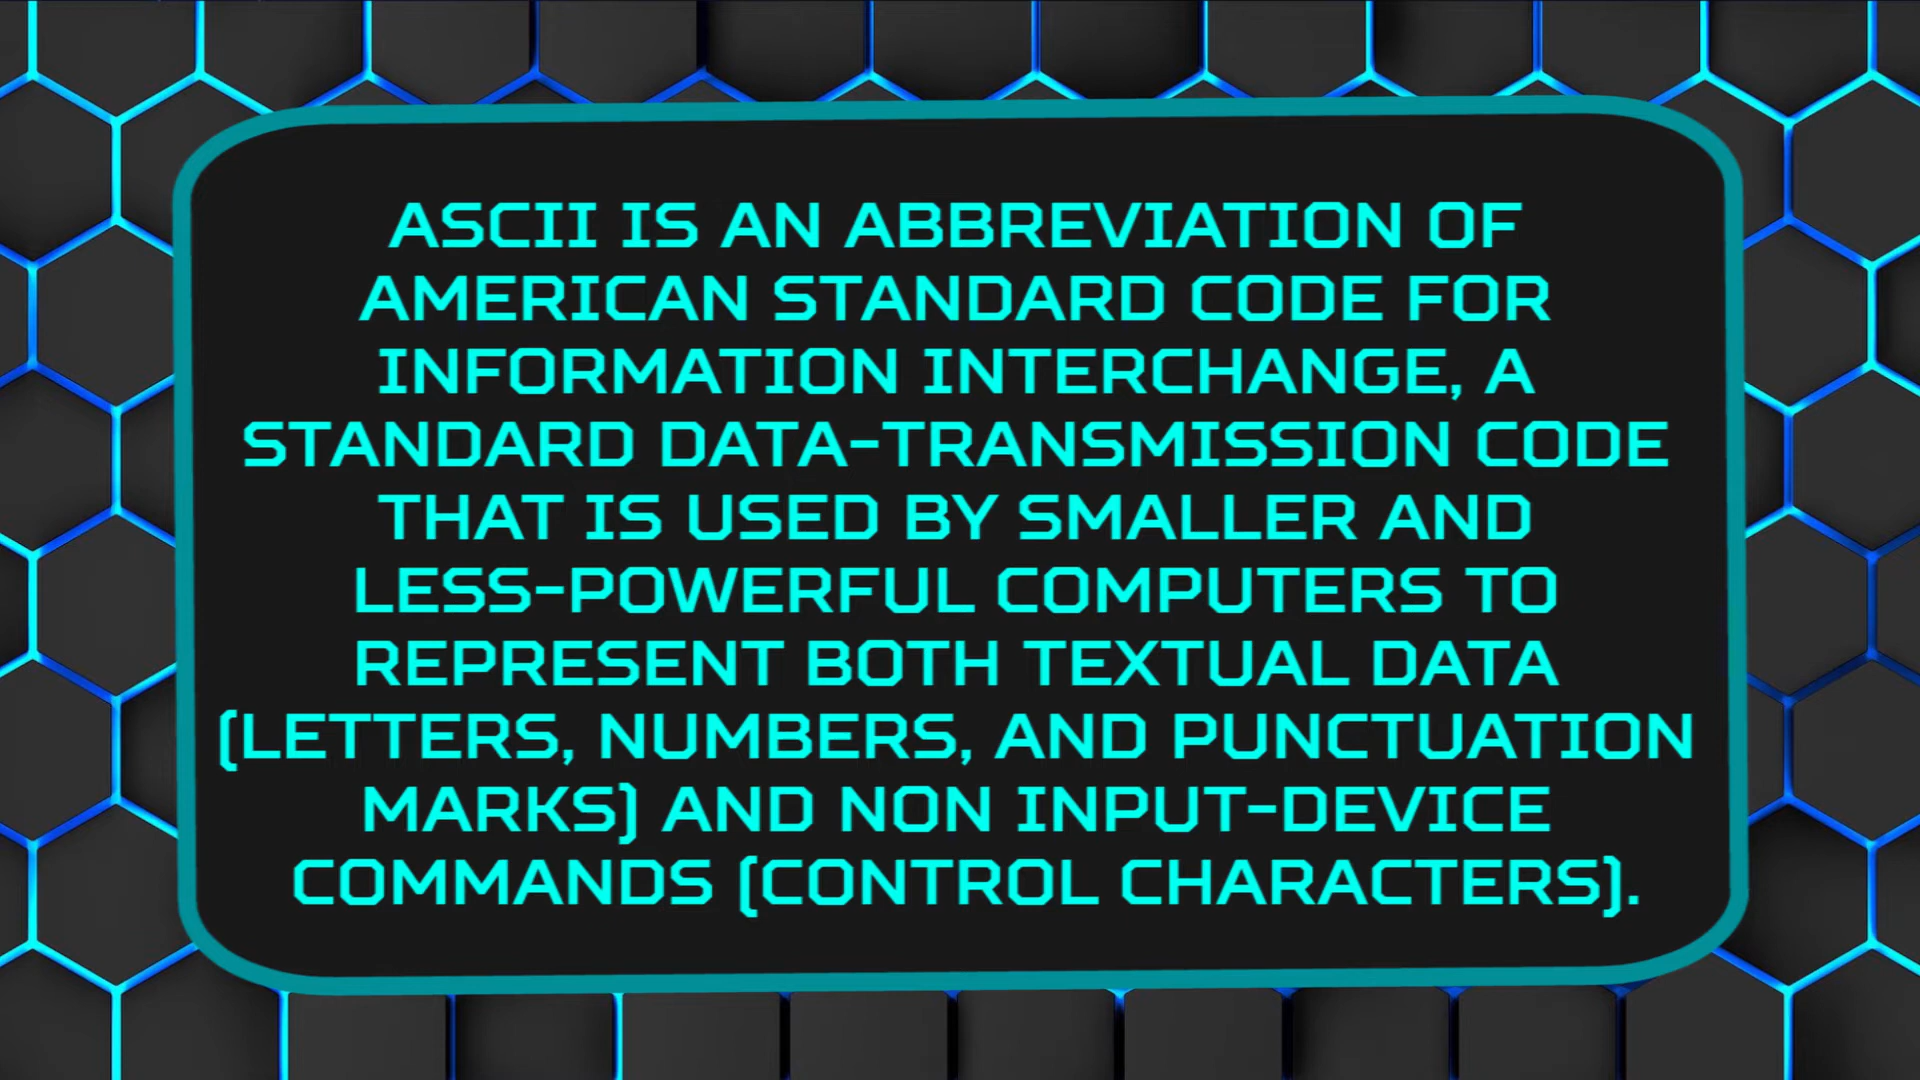 ASCII IS AN ABBREVIATION OF
AMERICAN STANDARD CODE FOR
INFORMATION INTERCHANGE, A
STANDARD DATA-TRANSMISSION CODE
THAT IS USED BY SMALLER AND
LESS-POWERFUL COMPUTERS TO
REPRESENT BOTH TEXTUAL DATA
(LETTERS, NUMBERS, AND PUNCTUATION
MARKS) AND NON INPUT-DEVICE
COMMANDS (CONTROL CHARACTERS).